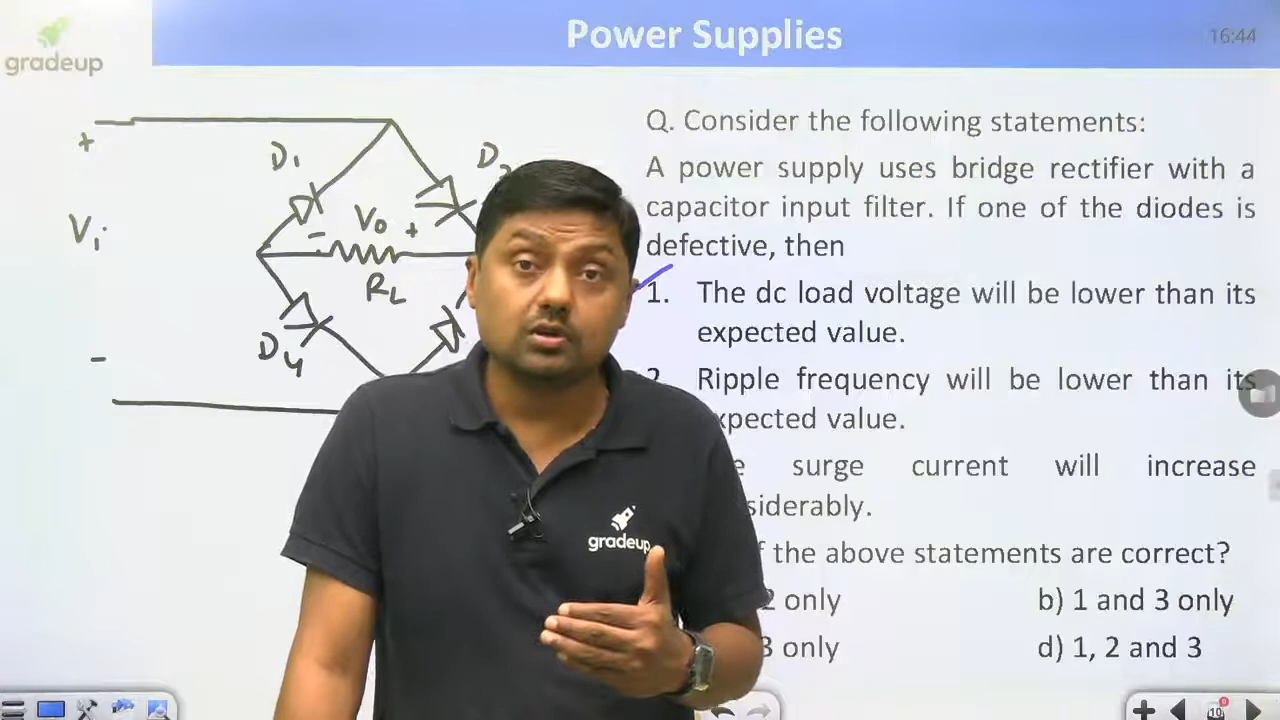 Power Supplies
16:44
gradeup
+
D1
D
Vi
Vo
- +
RL
D4
-
Q. Consider the following statements:
A power supply uses bridge rectifier with a
capacitor input filter. If one of the diodes is
defective, then
1. The dc load voltage will be lower than its
expected value.
2. Ripple frequency will be lower than its
value.
surge current will increase
the above statements are correct?
2 only
b) 1 and 3 only
3 only
d) 1, 2 and 3
gradeup